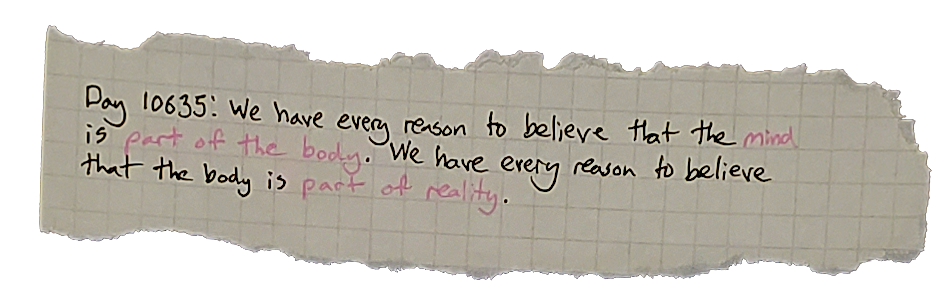 Day 10635: We have every reason to believe that the mind
is part of the body. We have every reason to believe
that the body is part of reality.